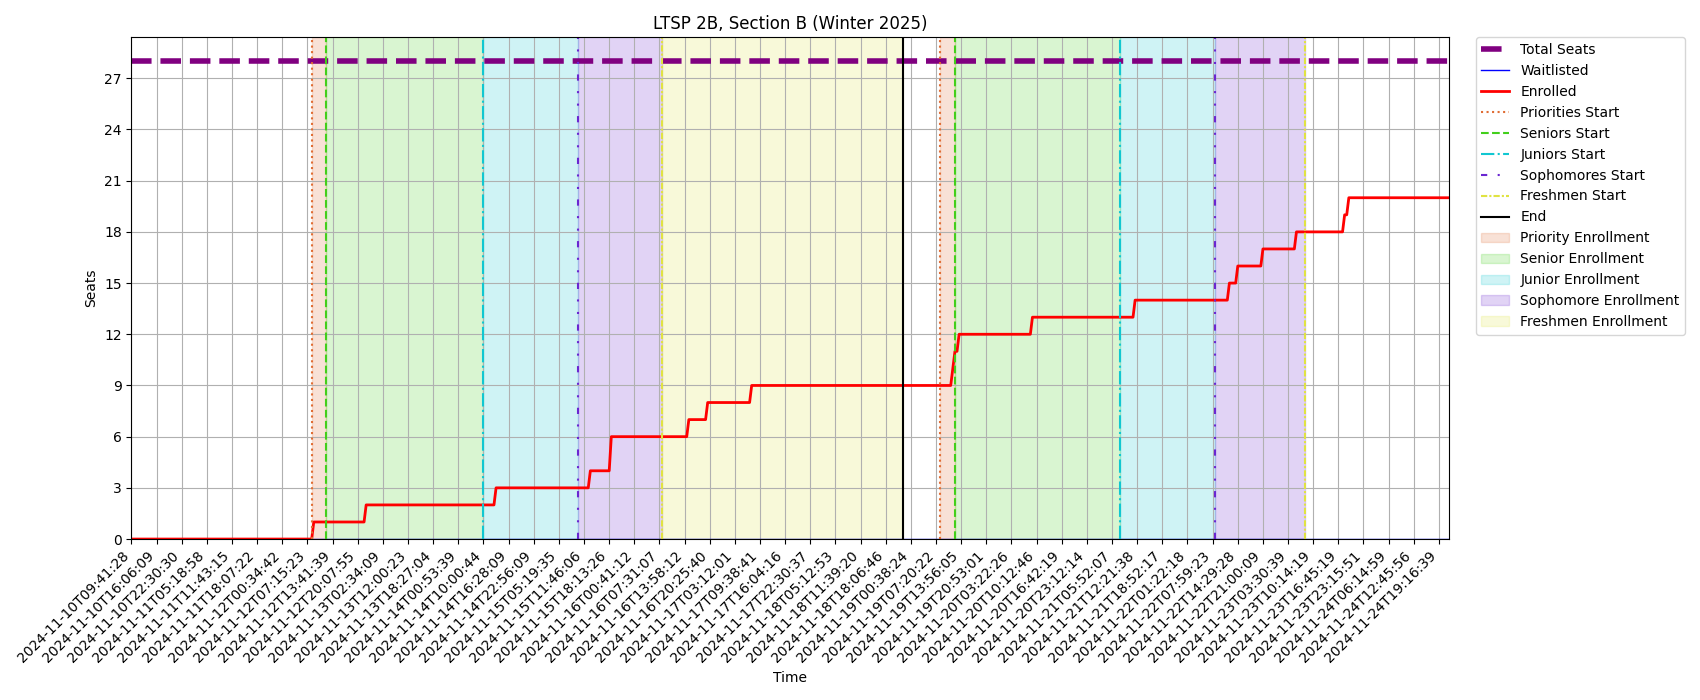 LTSP 2B, Section B (Winter 2025)
Seats
27
24
21
18
15
12
9
6
3
0
2024-11-10T09:41:28
2024-11-10T16:06:09
2024-11-10T22:30:30
2024-11-11T05:18:58
2024-11-11T11:43:15
2024-11-11T18:07:22
2024-11-12T00:34:42
2024-11-12T07:15:23
2024-11-12T13:41:39
2024-11-12T20:07:55
2024-11-13T02:34:09
2024-11-13T12:00:23
2024-11-13T18:27:04
2024-11-14T00:53:39
2024-11-14T10:00:44
2024-11-14T16:28:09
2024-11-14T22:56:09
2024-11-15T05:19:35
2024-11-15T11:46:03
2024-11-15T18:13:26
2024-11-16T00:41:12
2024-11-16T07:31:07
2024-11-16T13:58:12
2024-11-16T20:25:40
2024-11-17T03:12:01
2024-11-17T09:38:41
2024-11-17T16:04:16
2024-11-17T22:30:37
2024-11-18T05:12:53
2024-11-18T11:39:20
2024-11-18T18:06:46
2024-11-19T00:38:24
2024-11-19T07:20:22
2024-11-19T13:56:05
2024-11-19T20:53:01
2024-11-20T03:22:26
2024-11-20T10:12:46
2024-11-20T16:42:19
2024-11-20T23:12:14
2024-11-21T05:52:07
2024-11-21T12:21:38
2024-11-21T18:52:17
2024-11-22T01:22:18
2024-11-22T07:59:23
2024-11-22T14:29:28
2024-11-22T21:00:09
2024-11-23T03:30:39
2024-11-23T10:14:19
2024-11-23T16:45:19
2024-11-23T23:15:51
2024-11-24T06:14:59
2024-11-24T12:45:56
2024-11-24T19:16:39
Time
Total Seats
Waitlisted
Enrolled
Priorities Start
Seniors Start
Juniors Start
Sophomores Start
Freshmen Start
End
Priority Enrollment
Senior Enrollment
Junior Enrollment
Sophomore Enrollment
Freshmen Enrollment